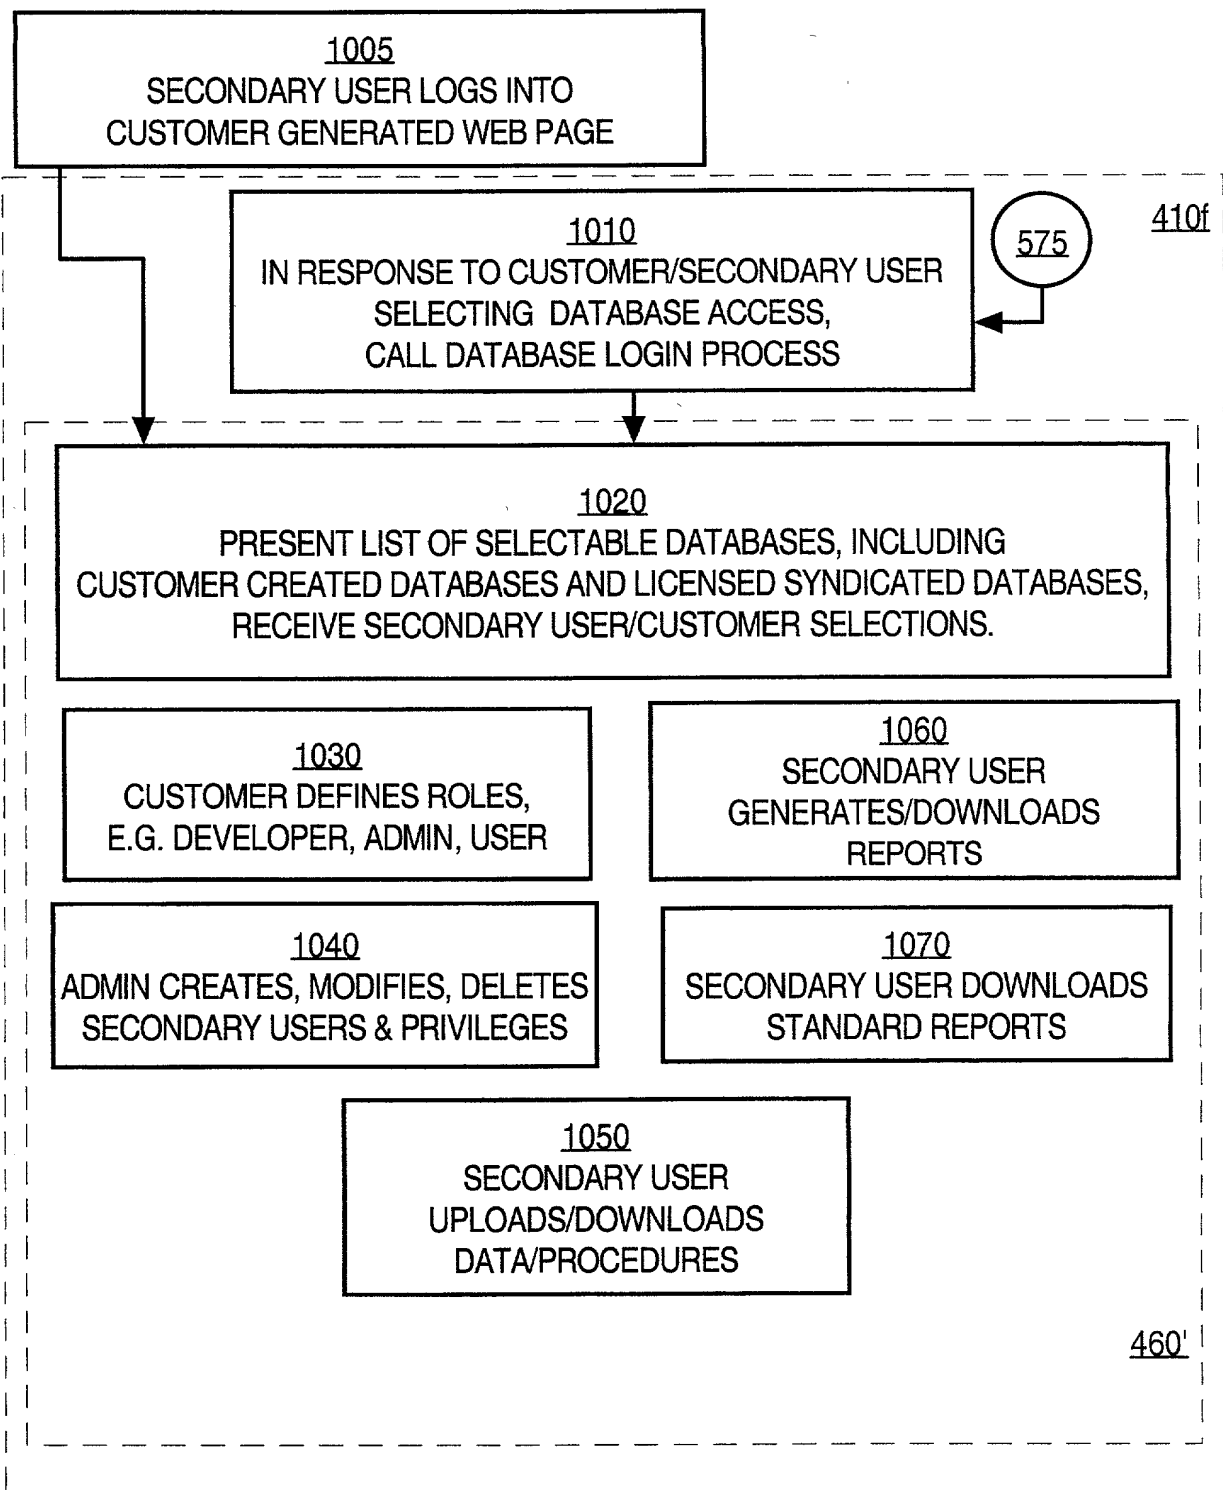 1005
SECONDARY USER LOGS INTO
CUSTOMER GENERATED WEB PAGE
410f
1010
IN RESPONSE TO CUSTOMER/SECONDARY USER
SELECTING DATABASE ACCESS,
CALL DATABASE LOGIN PROCESS
575
1020
PRESENT LIST OF SELECTABLE DATABASES, INCLUDING
CUSTOMER CREATED DATABASES AND LICENSED SYNDICATED DATABASES,
RECEIVE SECONDARY USER/CUSTOMER SELECTIONS.
1030
CUSTOMER DEFINES ROLES,
E.G. DEVELOPER, ADMIN, USER
1060
SECONDARY USER
GENERATES/DOWNLOADS
REPORTS
1040
ADMIN CREATES, MODIFIES, DELETES
SECONDARY USERS & PRIVILEGES
1070
SECONDARY USER DOWNLOADS
STANDARD REPORTS
1050
SECONDARY USER
UPLOADS/DOWNLOADS
DATA/PROCEDURES
460'